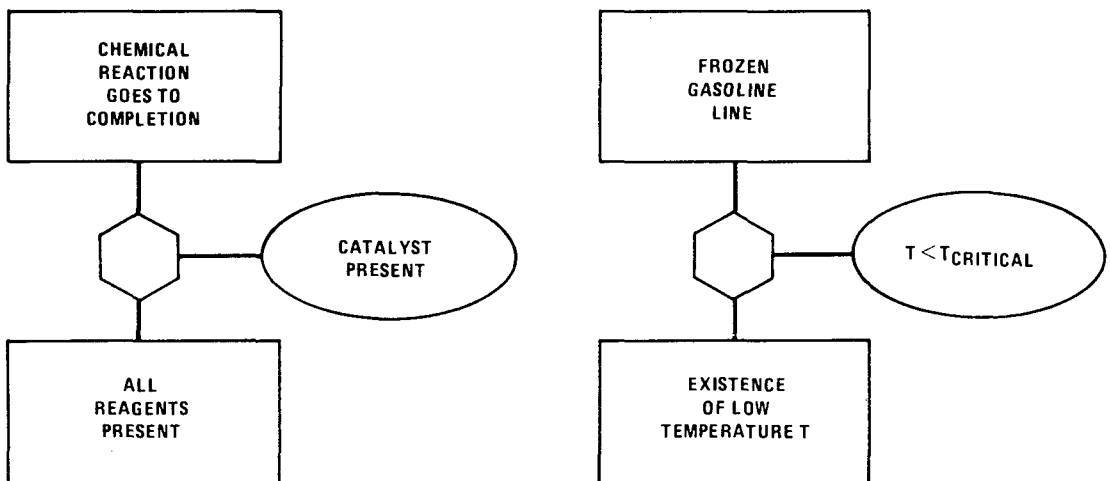 CHEMICAL
REACTION
GOES TO
COMPLETION
CATALYST
PRESENT
ALL
REAGENTS
PRESENT
FROZEN
GASOLINE
LINE
T<TCRITICAL
EXISTENCE
OF LOW
TEMPERATURE T